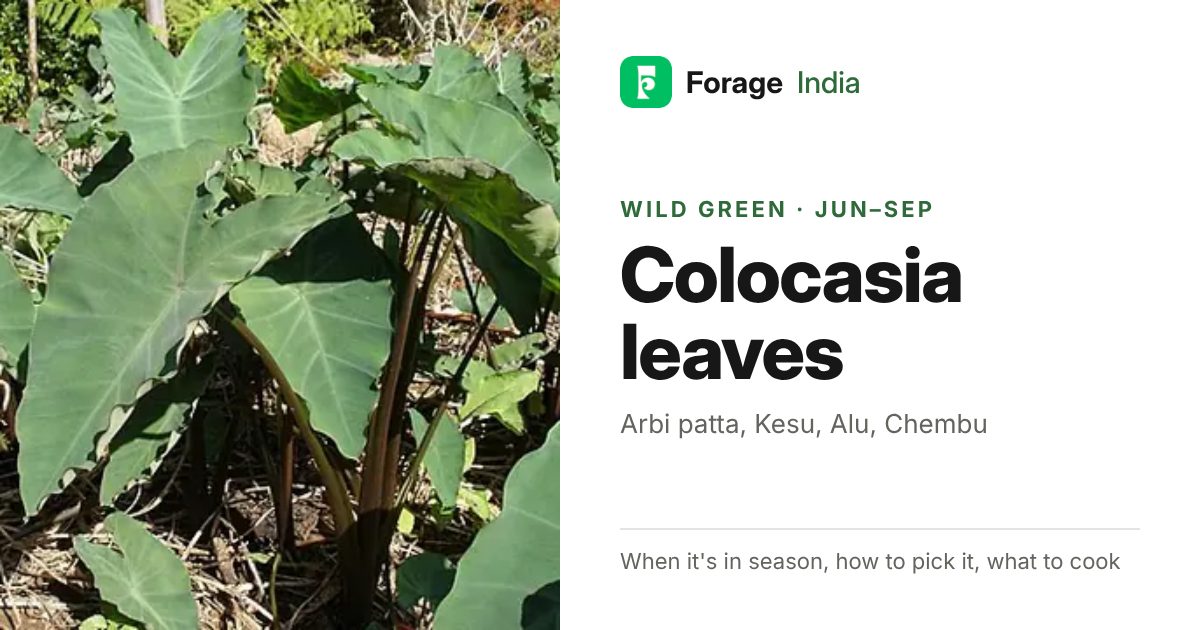 Forage India
WILD GREEN · JUN–SEP
Colocasia
leaves
Arbi patta, Kesu, Alu, Chembu
When it's in season, how to pick it, what to cook